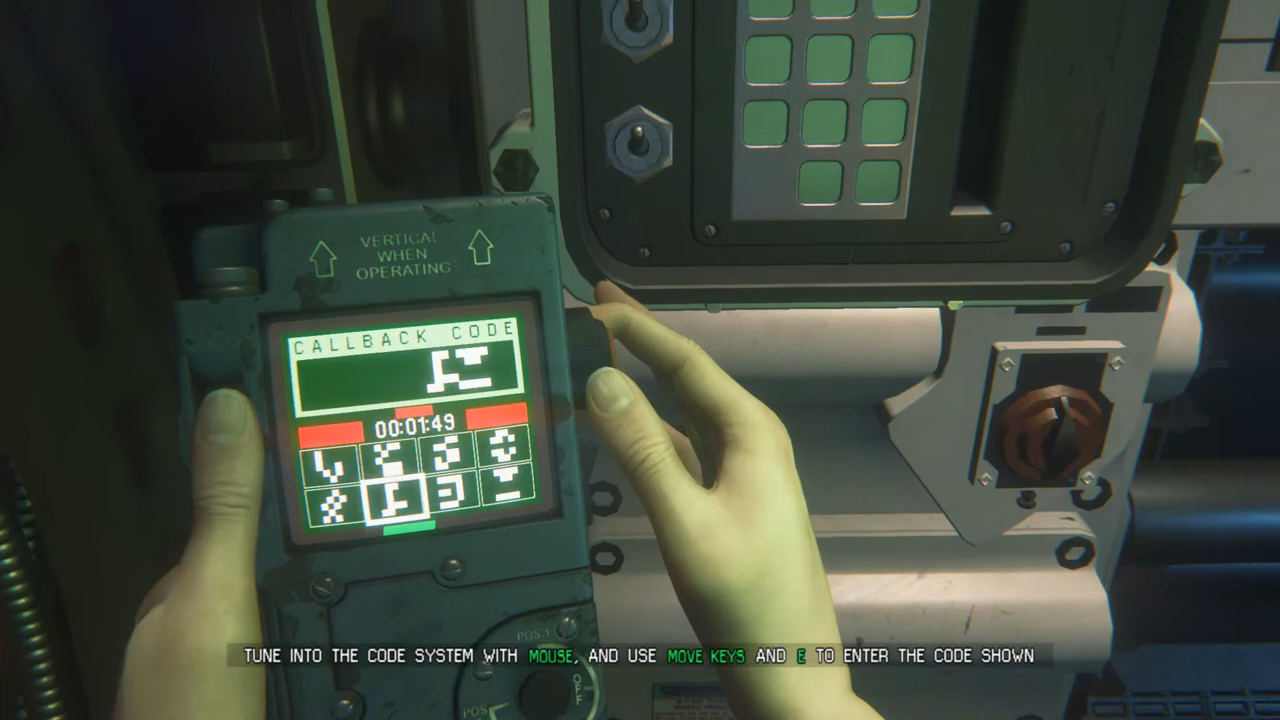 VERTICAL
WHEN
OPERATING
CALLBACK CODE
00:01:49
POS.1
OFF
POS
TUNE INTO THE CODE SYSTEM WITH MOUSE, AND USE MOVE KEYS AND E TO ENTER THE CODE SHOWN